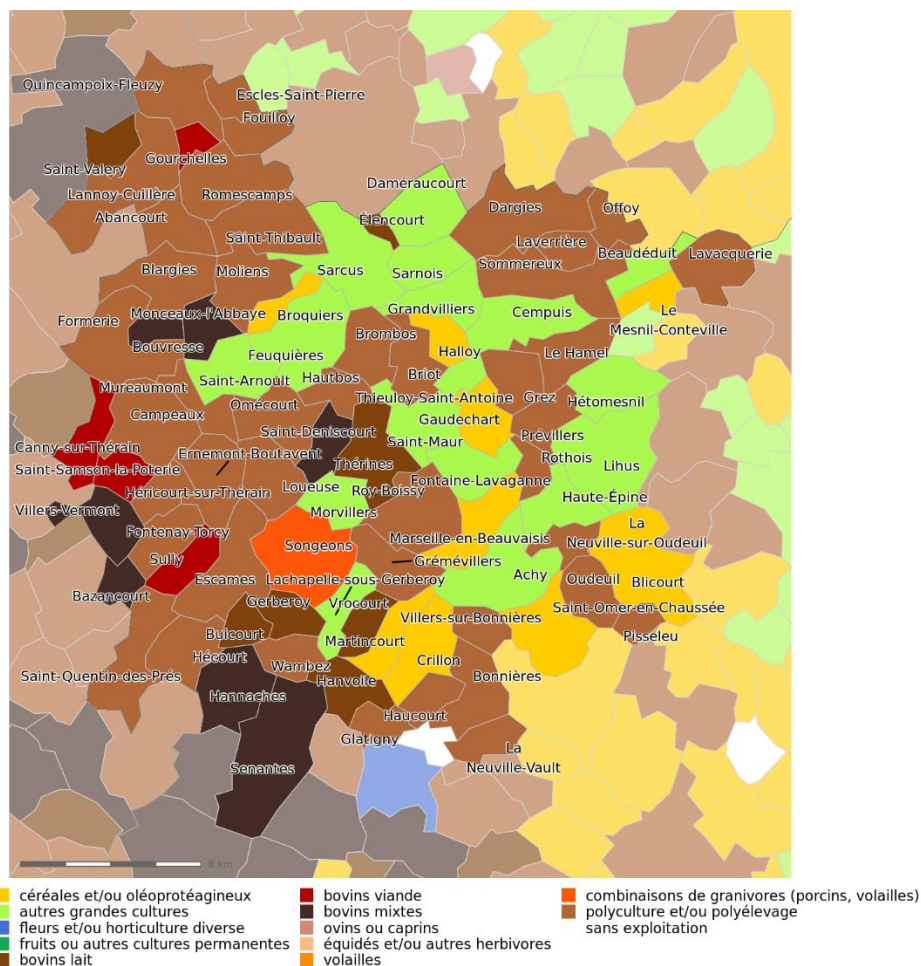 Quincampoix-Fleuzy
Escles-Saint-Pierre
Fouilloy
Gourchelles
Saint-Valery
Daméraucourt
Lannoy-Cuillère
Romescamps
Abancourt
Dargies
Offoy
Élencourt
Saint-Thibault
Laverrière
Beaudéduit
Lavacquerie
Sommereux
Blargies
Moliens
Sarcus
Sarnois
Le
Mesnil-Conteville
Formerie
Monceaux-l'Abbaye
Broquiers
Grandvilliers
Cempuis
Bouvresse
Brombos
Halloy
Le Hamel
Feuquières
Saint-Arnoult
Hautbos
Briot
Mureaumont
Omécourt
Thieuloy-Saint-Antoine
Grez
Hétomesnil
Campeaux
Gaudechart
Saint-Deniscourt
Saint-Maur
Prévillers
Canny-sur-Thérain
Ernemont-Boutavent
Thérines
Rothois
Lihus
Saint-Samson-la-Poterie
Héricourt-sur-Thérain
Loueuse
Roy-Boissy
Fontaine-Lavaganne
Haute-Épine
Villers-Vermont
Morvillers
La
Neuville-sur-Oudeuil
Fontenay-Torcy
Songeons
Marseille-en-Beauvaisis
Sully
Grémévillers
Achy
Escames
Lachapelle-sous-Gerberoy
Oudeuil
Blicourt
Bazancourt
Gerberoy
Vrocourt
Saint-Omer-en-Chaussée
Buicourt
Martincourt
Villers-sur-Bonnières
Pisseleu
Hécourt
Wambez
Crillon
Saint-Quentin-des-Prés
Hannaches
Hanvoile
Bonnières
Haucourt
Glatigny
La
Neuville-Vault
Senantes
8 km
céréales et/ou oléoprotéagineux
autres grandes cultures
fleurs et/ou horticulture diverse
fruits ou autres cultures permanentes
bovins lait
bovins viande
bovins mixtes
ovins ou caprins
équidés et/ou autres herbivores
volailles
combinaisons de granivores (porcins, volailles)
polyculture et/ou polyélevage
sans exploitation